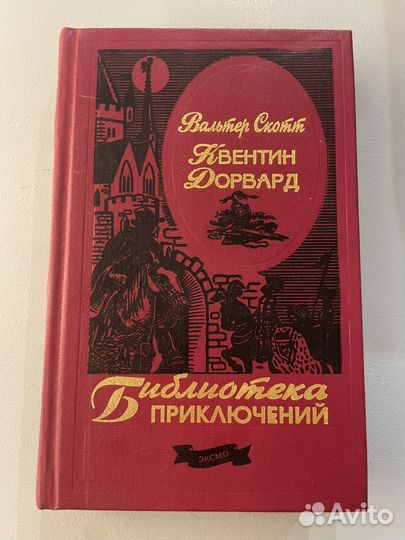 Вальтер Скотт
Квентин
Дорвард
Библиотека
приключений
эксмо
Avito